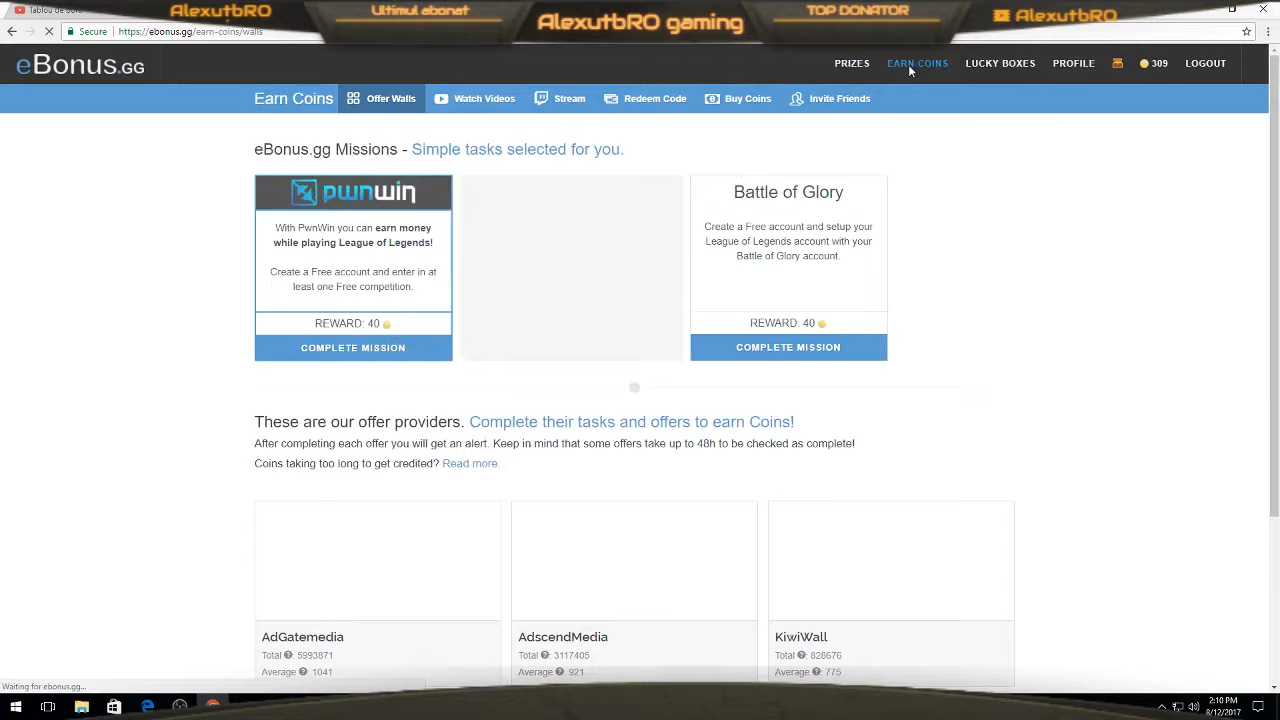 AlexutbRO
Ultimul abonat
AlexutbRO gaming
TOP DONATOR
AlexutbRO
Tablou de bord
Secure
https://ebonus.gg/earn-coins/walls
eBonus.GG
PRIZES
EARN COINS
LUCKY BOXES
PROFILE
309
LOGOUT
Earn Coins
Offer Walls
Watch Videos
Stream
Redeem Code
Buy Coins
Invite Friends
eBonus.gg Missions - Simple tasks selected for you.
pwnwin
With PwnWin you can earn money
while playing League of Legends!
Create a Free account and enter in at
least one Free competition.
REWARD: 40
COMPLETE MISSION
Battle of Glory
Create a Free account and setup your
League of Legends account with your
Battle of Glory account.
REWARD: 40
COMPLETE MISSION
These are our offer providers. Complete their tasks and offers to earn Coins!
After completing each offer you will get an alert. Keep in mind that some offers take up to 48h to be checked as complete!
Coins taking too long to get credited? Read more...
AdGatemedia
Total ?: 5993871
Average ?: 1041
AdscendMedia
Total ?: 3117405
Average ?: 921
KiwiWall
Total ?: 828676
Average ?: 775
Waiting for ebonus.gg...
2:10 PM
8/12/2017